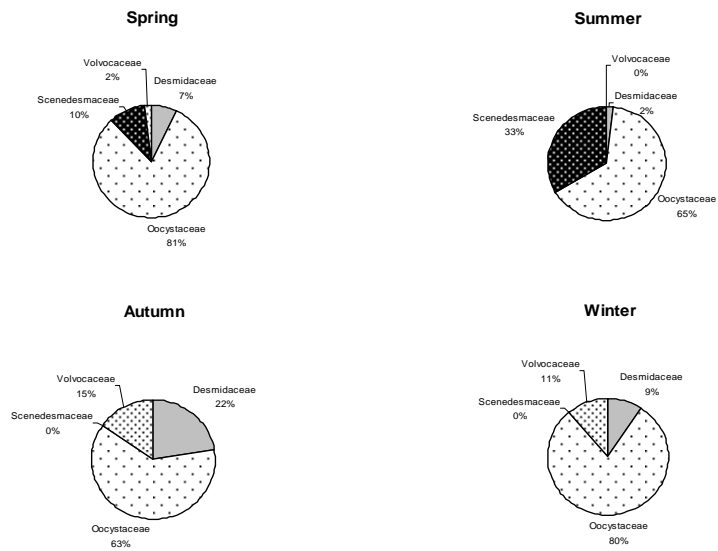 Spring
Volvocaceae
2%
Desmidaceae
7%
Scenedesmaceae
10%
Oocystaceae
81%
Summer
Volvocaceae
0%
Desmidaceae
2%
Scenedesmaceae
33%
Oocystaceae
65%
Autumn
Volvocaceae
15%
Desmidaceae
22%
Scenedesmaceae
0%
Oocystaceae
63%
Winter
Volvocaceae
11%
Desmidaceae
9%
Scenedesmaceae
0%
Oocystaceae
80%